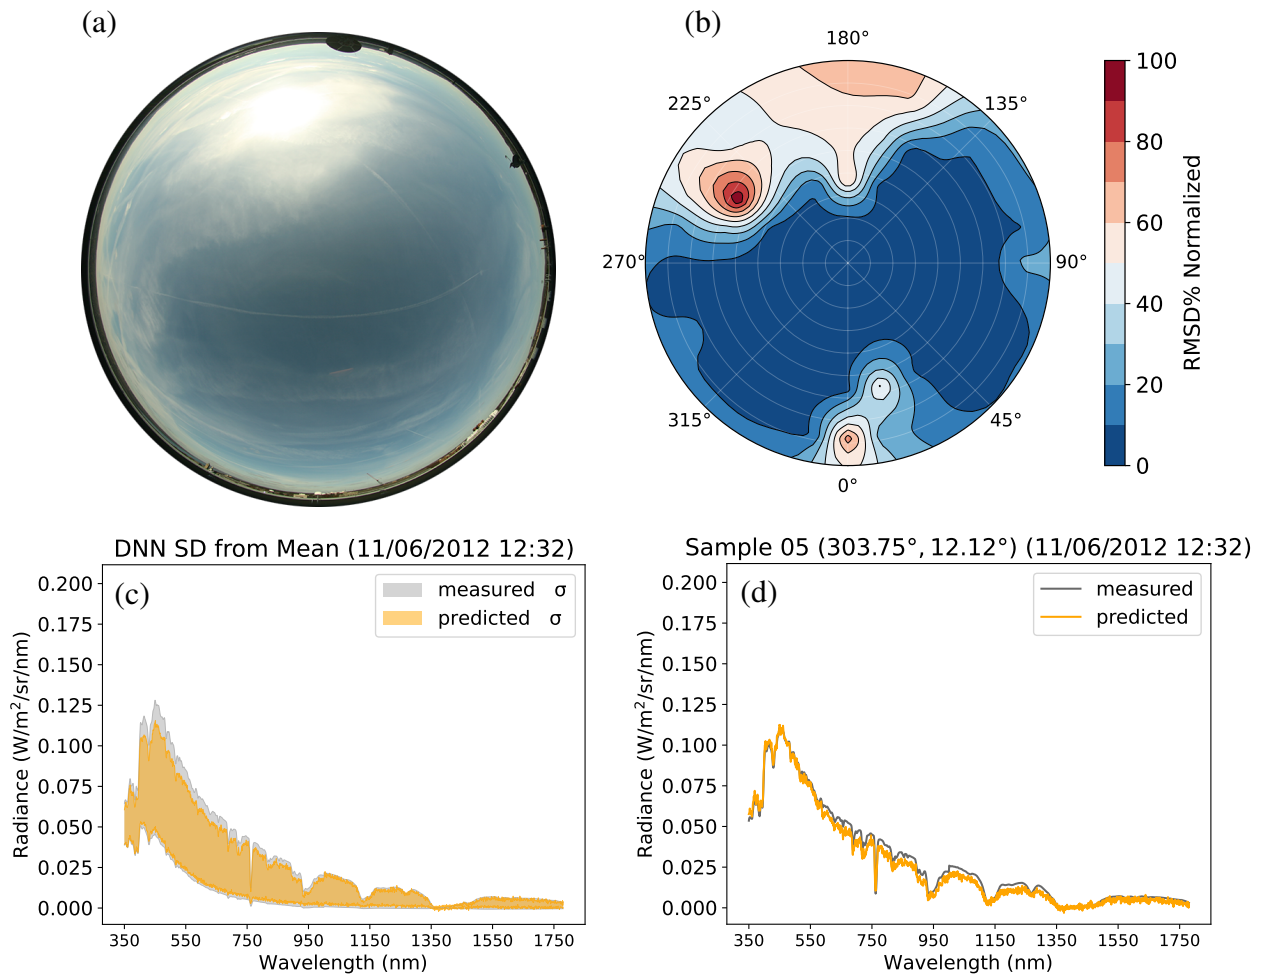 (a)
(b)
180°
225°
135°
270°
90°
315°
45°
0°
100
80
60
40
20
0
RMSD% Normalized
DNN SD from Mean (11/06/2012 12:32)
(c)
measured σ
predicted σ
0.200
0.175
0.150
0.125
0.100
0.075
0.050
0.025
0.000
Radiance (W/m²/sr/nm)
350 550 750 950 1150 1350 1550 1750
Wavelength (nm)
Sample 05 (303.75°, 12.12°) (11/06/2012 12:32)
(d)
measured
predicted
0.200
0.175
0.150
0.125
0.100
0.075
0.050
0.025
0.000
Radiance (W/m²/sr/nm)
350 550 750 950 1150 1350 1550 1750
Wavelength (nm)